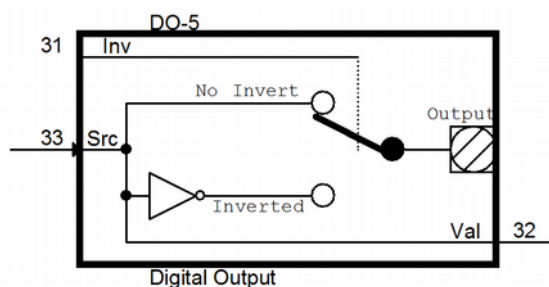 DO-5
31 Inv
No Invert
Output
33 Src
Inverted
Val 32
Digital Output